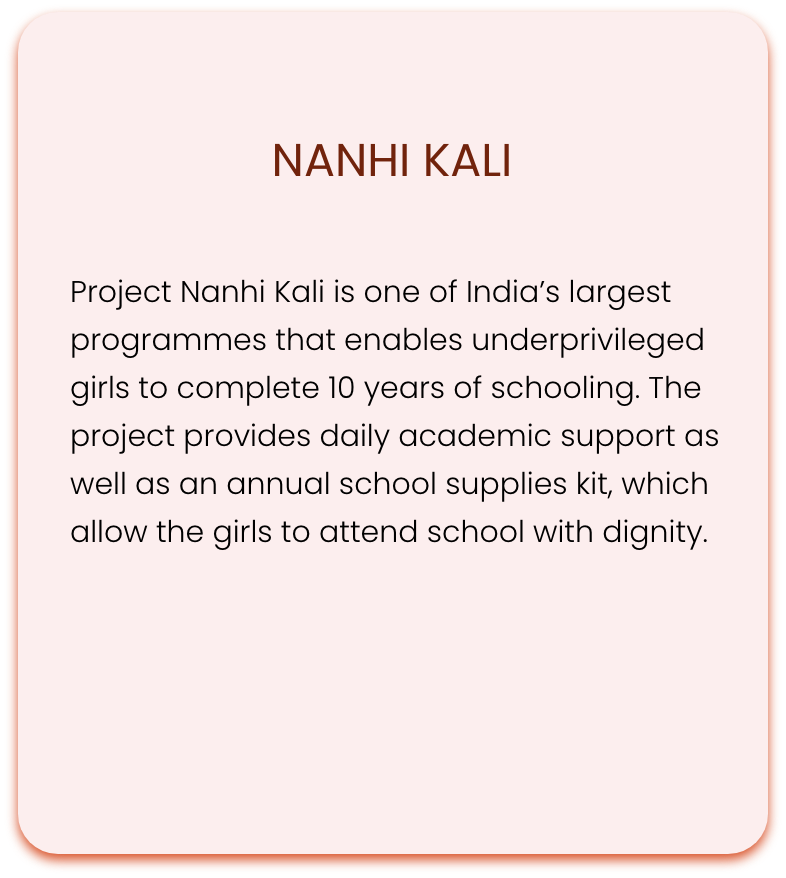 NANHI KALI
Project Nanhi Kali is one of India’s largest
programmes that enables underprivileged
girls to complete 10 years of schooling. The
project provides daily academic support as
well as an annual school supplies kit, which
allow the girls to attend school with dignity.